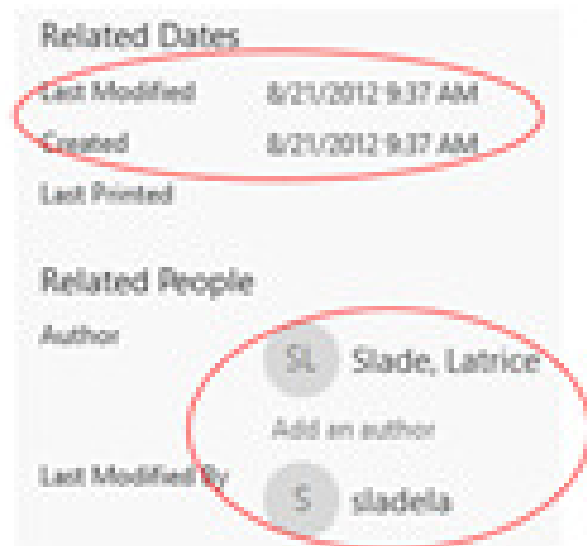 Related Dates
Last Modified 8/21/2012 9:37 AM
Created 8/21/2012 9:37 AM
Last Printed
Related People
Author
SL Slade, Latrice
Add an author
Last Modified By
S sladela